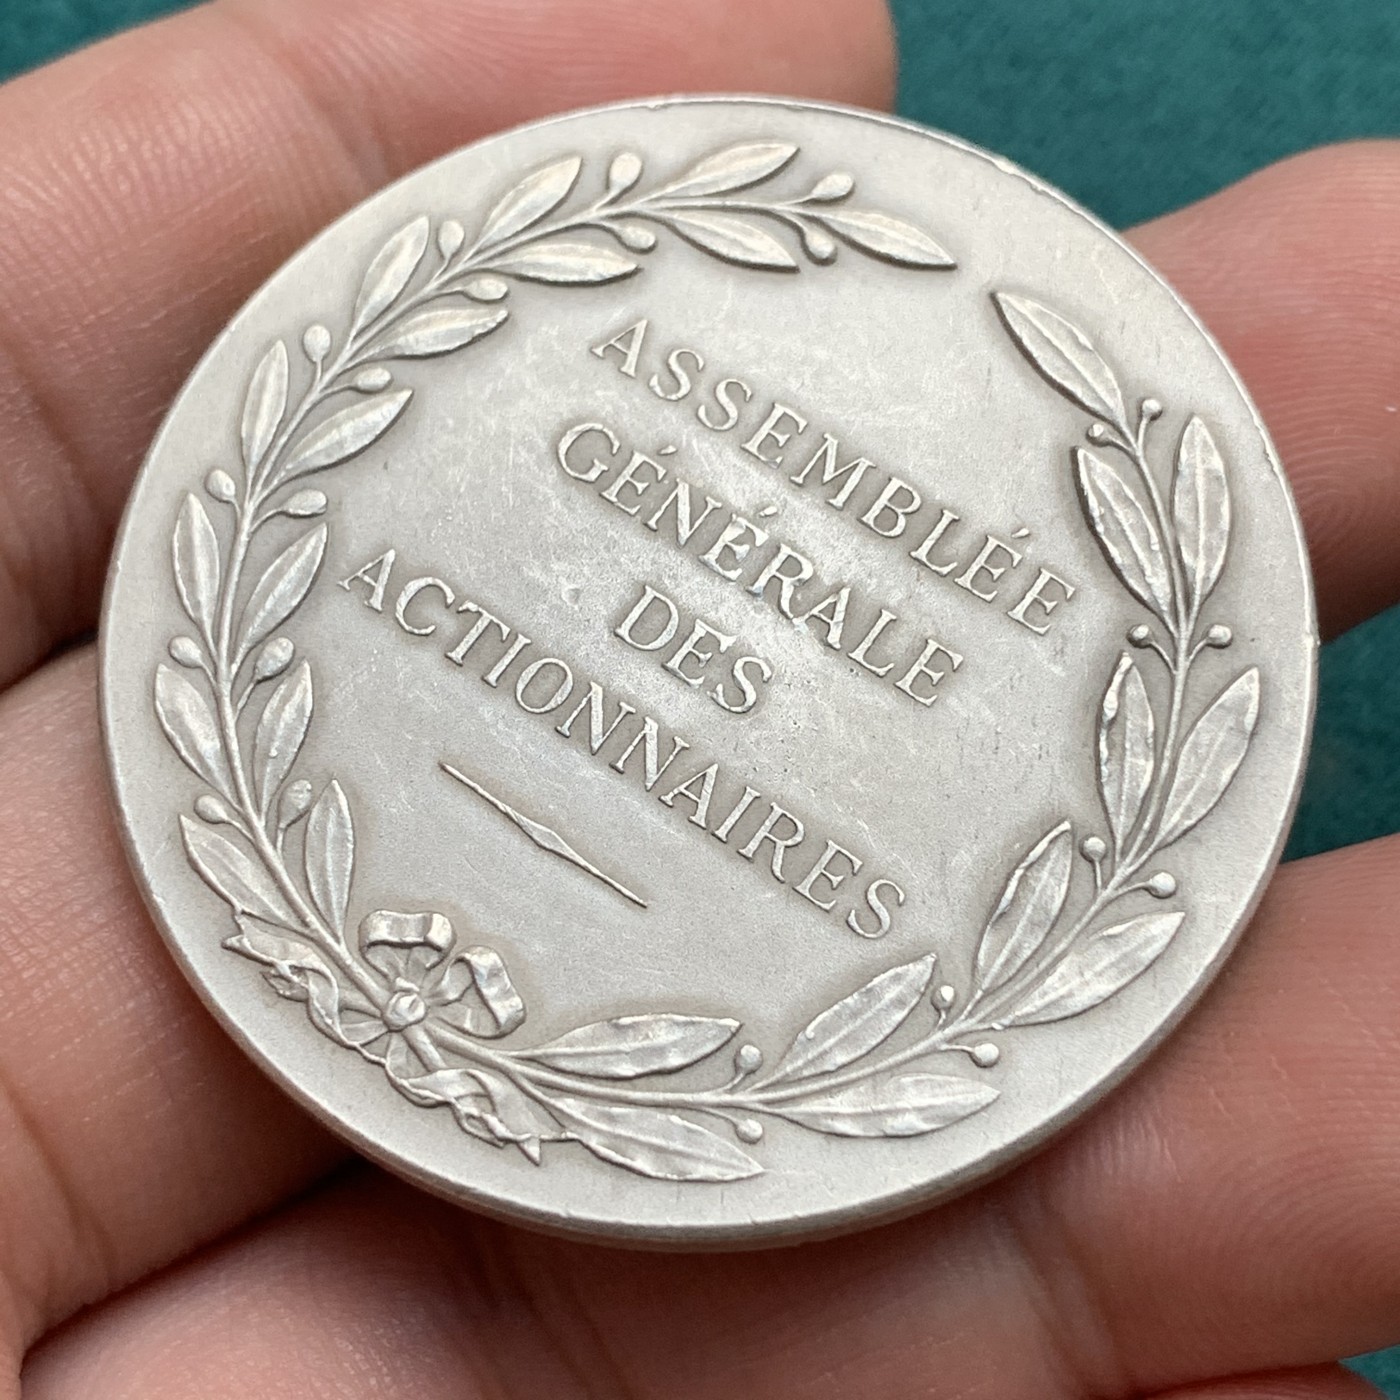 ASSEMBLÉE
GÉNÉRALE
DES
ACTIONNAIRES